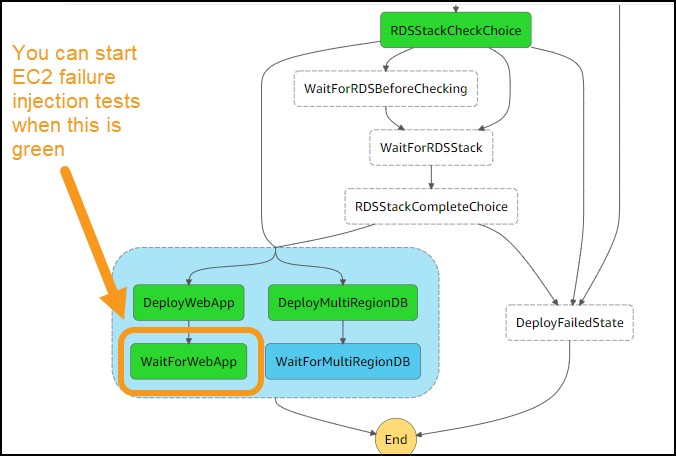 RDSStackCheckChoice
You can start
EC2 failure
injection tests
when this is
green
WaitForRDSBeforeChecking
WaitForRDSStack
RDSStackCompleteChoice
DeployWebApp
DeployMultiRegionDB
DeployFailedState
WaitForWebApp
WaitForMultiRegionDB
End